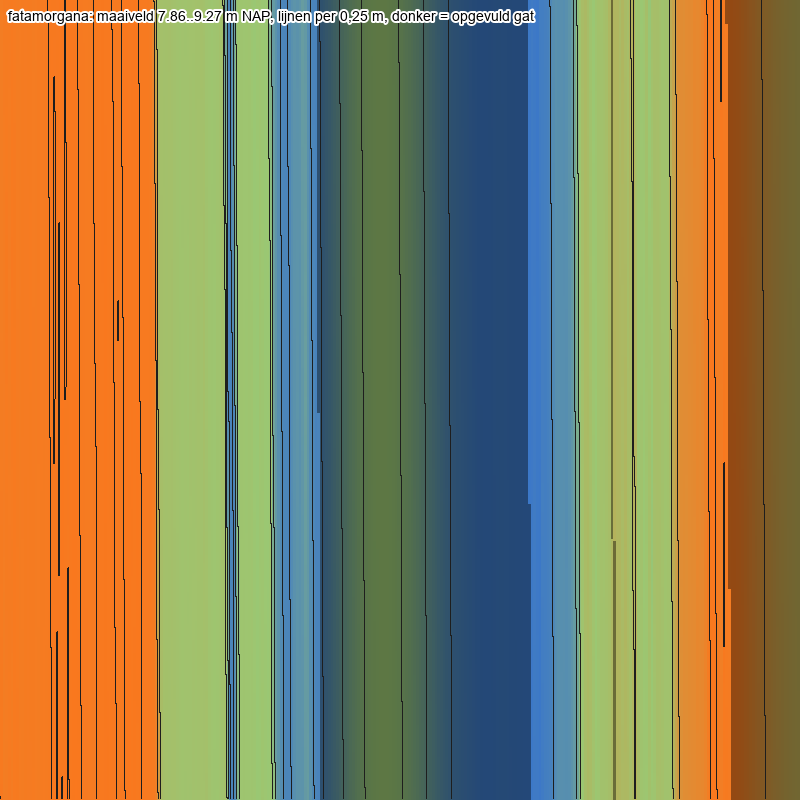 fatamorgana: maaiveld 7.86..9.27 m NAP, lijnen per 0,25 m, donker = opgevuld gat